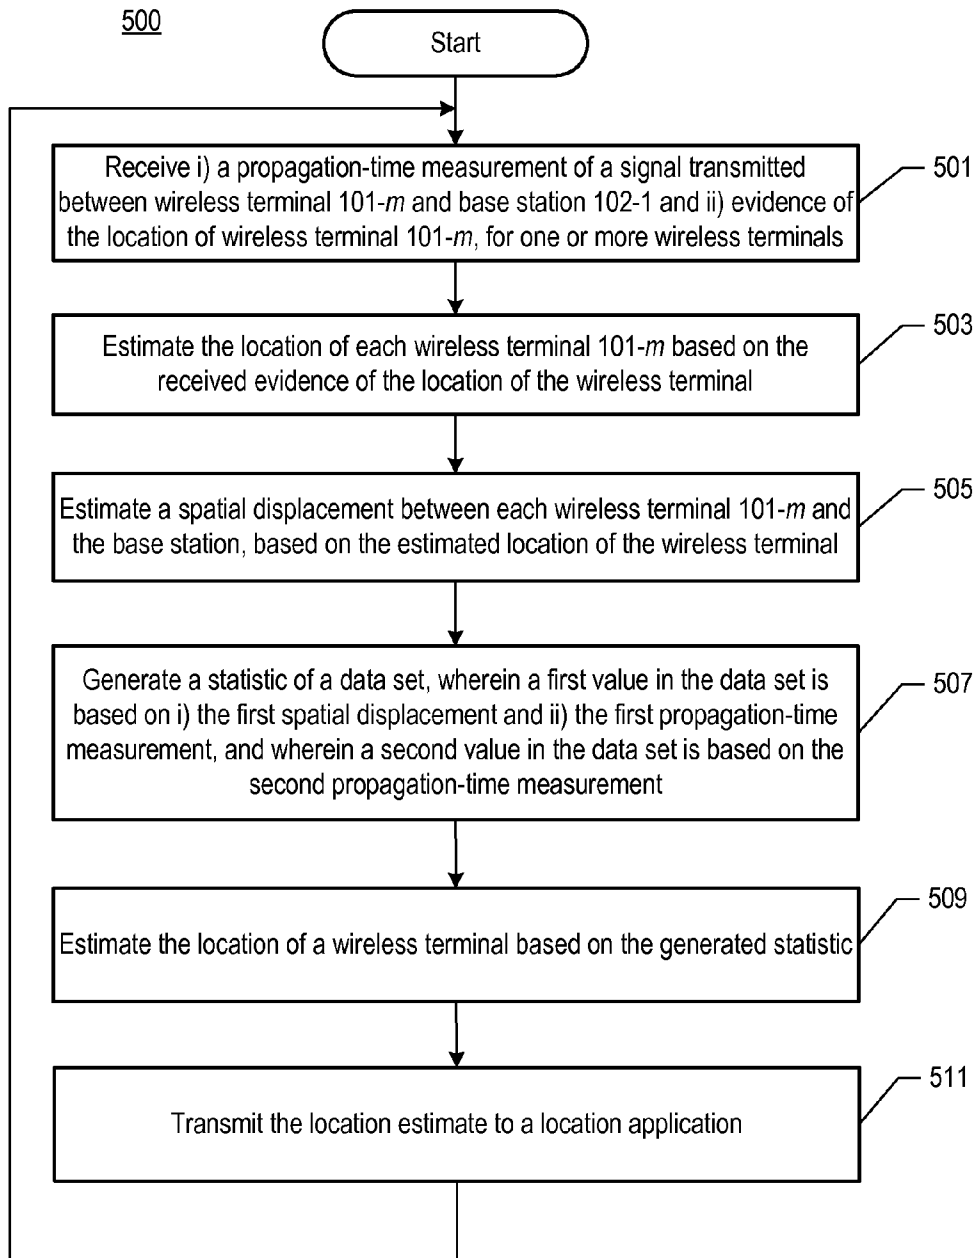 500
Start
Receive i) a propagation-time measurement of a signal transmitted
between wireless terminal 101-m and base station 102-1 and ii) evidence of
the location of wireless terminal 101-m, for one or more wireless terminals
501
Estimate the location of each wireless terminal 101-m based on the
received evidence of the location of the wireless terminal
503
Estimate a spatial displacement between each wireless terminal 101-m and
the base station, based on the estimated location of the wireless terminal
505
Generate a statistic of a data set, wherein a first value in the data set is
based on i) the first spatial displacement and ii) the first propagation-time
measurement, and wherein a second value in the data set is based on the
second propagation-time measurement
507
Estimate the location of a wireless terminal based on the generated statistic
509
Transmit the location estimate to a location application
511